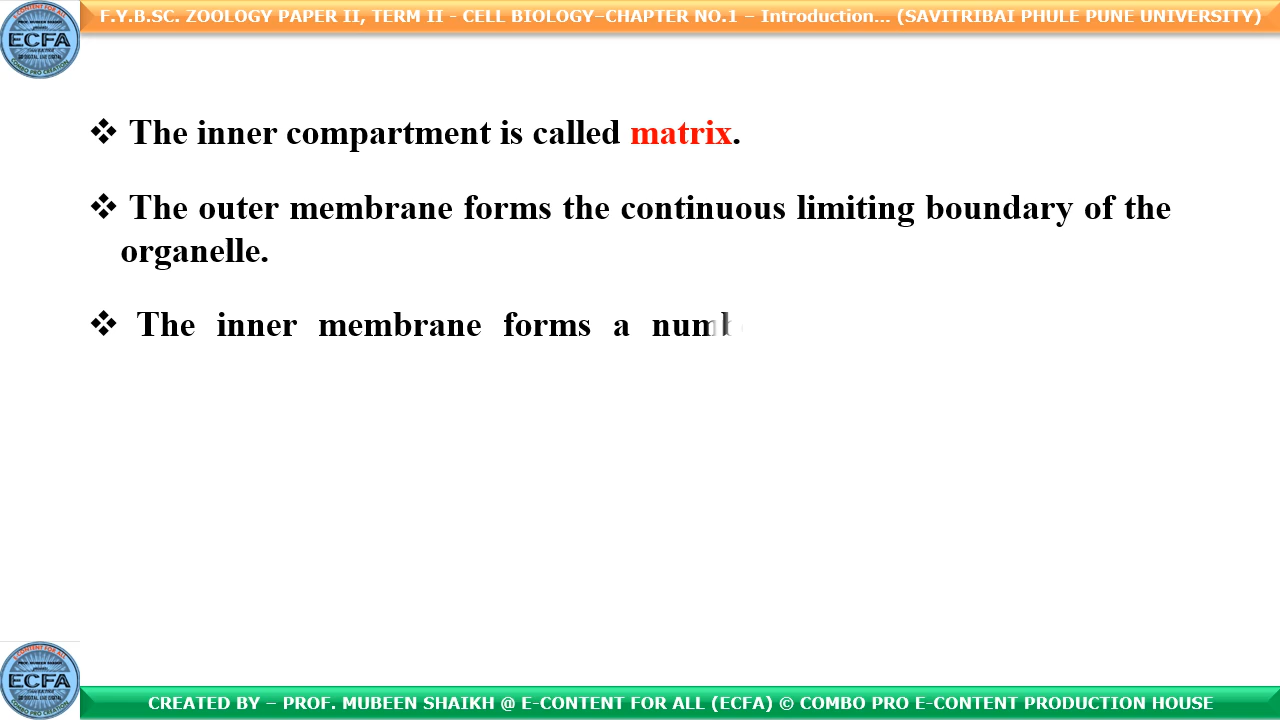 F.Y.B.SC. ZOOLOGY PAPER II, TERM II - CELL BIOLOGY–CHAPTER NO.1 – Introduction... (SAVITRIBAI PHULE PUNE UNIVERSITY)
ECFA
❖ The inner compartment is called matrix.
❖ The outer membrane forms the continuous limiting boundary of the
organelle.
❖ The inner membrane forms a numb
ECFA
CREATED BY – PROF. MUBEEN SHAIKH @ E-CONTENT FOR ALL (ECFA) © COMBO PRO E-CONTENT PRODUCTION HOUSE